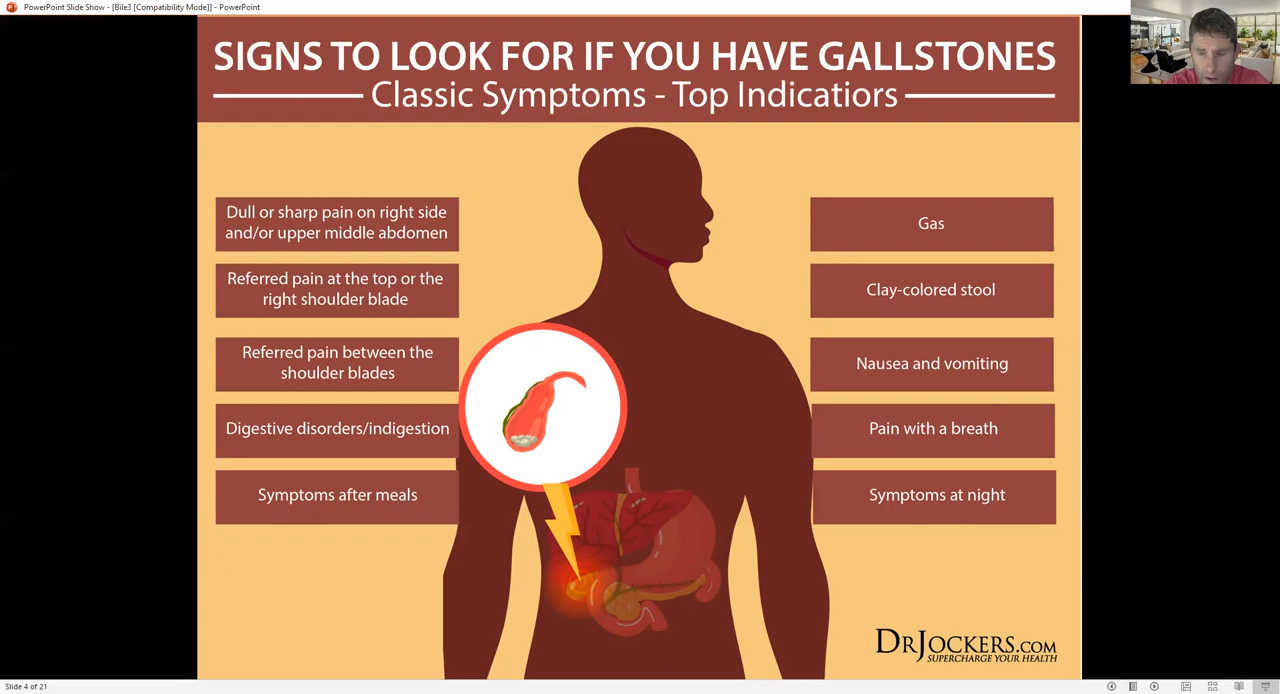 PowerPoint Slide Show - [Bile3 [Compatibility Mode]] - PowerPoint
SIGNS TO LOOK FOR IF YOU HAVE GALLSTONES
Classic Symptoms - Top Indicatiors
Dull or sharp pain on right side
and/or upper middle abdomen
Referred pain at the top or the
right shoulder blade
Referred pain between the
shoulder blades
Digestive disorders/indigestion
Symptoms after meals
Gas
Clay-colored stool
Nausea and vomiting
Pain with a breath
Symptoms at night
DRJOCKERS.COM
SUPERCHARGE YOUR HEALTH
Slide 4 of 21